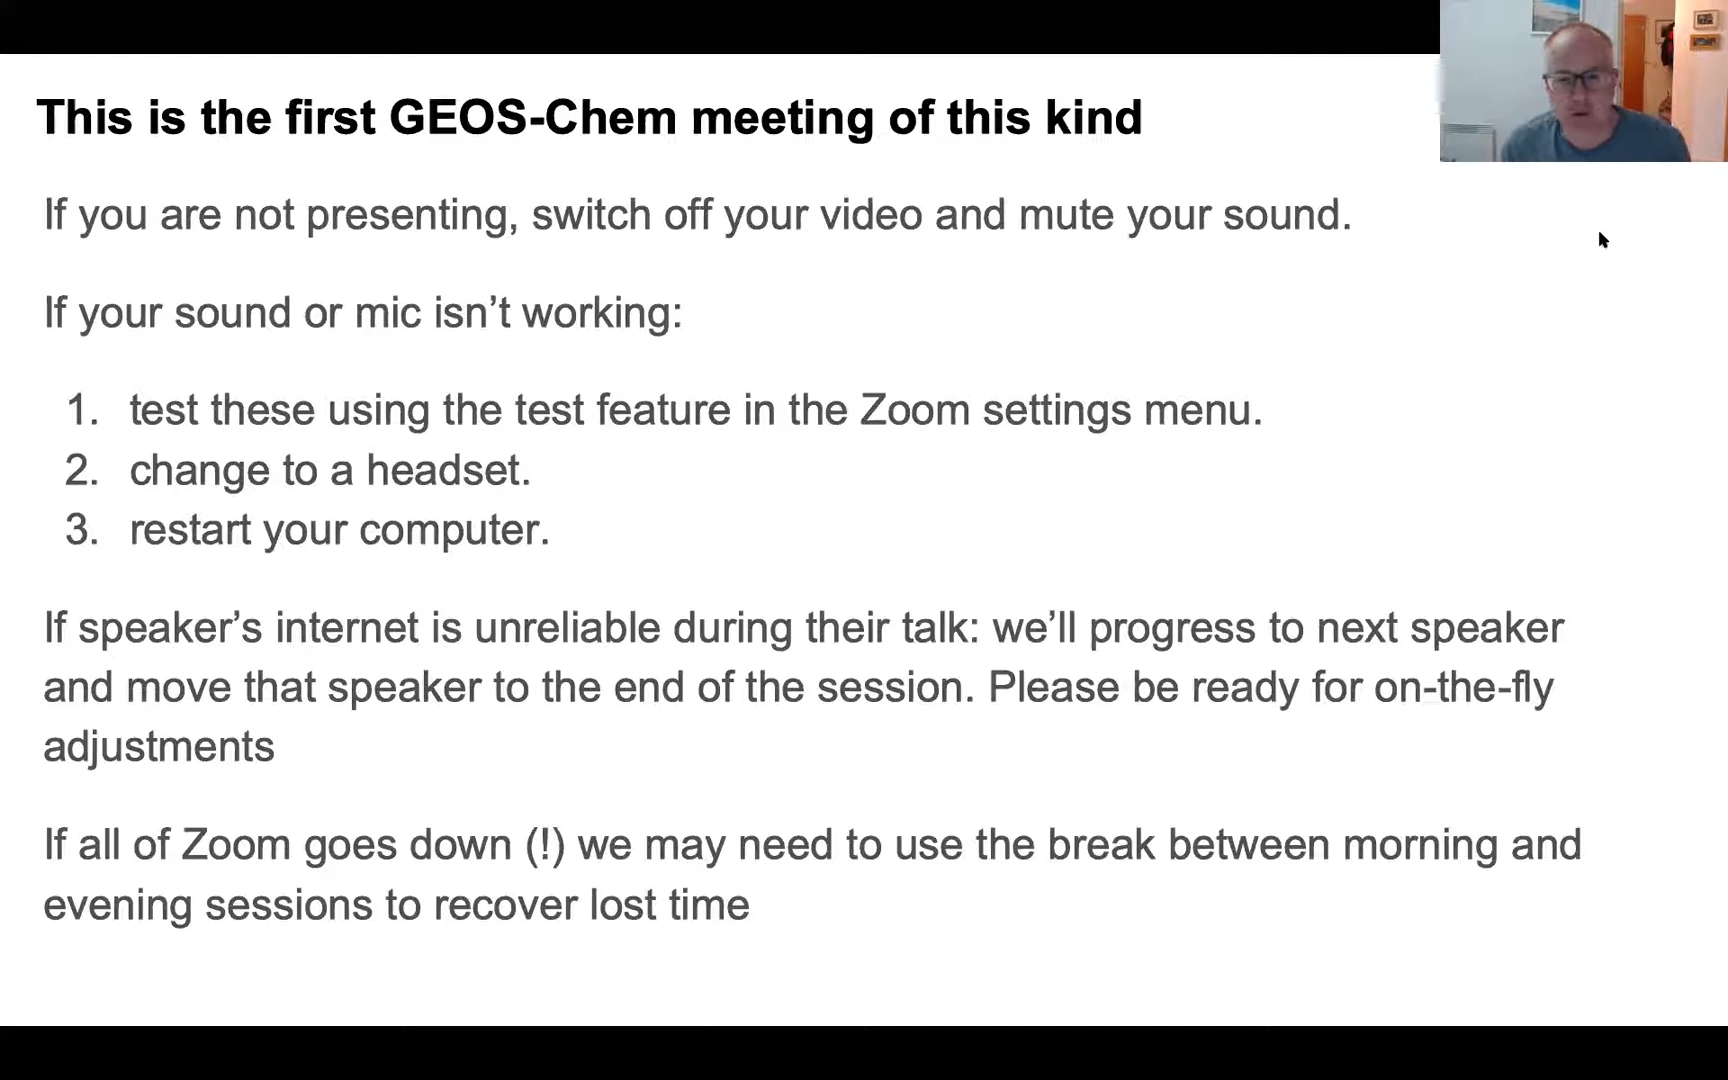 This is the first GEOS-Chem meeting of this kind
If you are not presenting, switch off your video and mute your sound.
If your sound or mic isn’t working:
1. test these using the test feature in the Zoom settings menu.
2. change to a headset.
3. restart your computer.
If speaker’s internet is unreliable during their talk: we’ll progress to next speaker
and move that speaker to the end of the session. Please be ready for on-the-fly
adjustments
If all of Zoom goes down (!) we may need to use the break between morning and
evening sessions to recover lost time